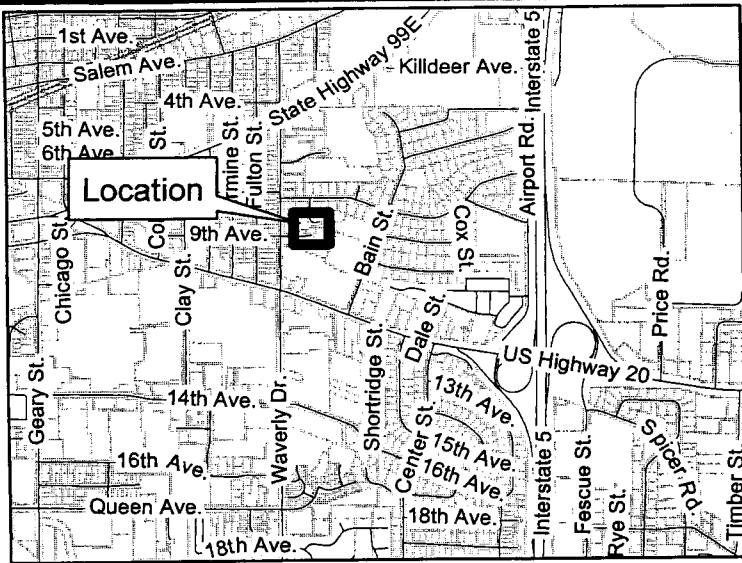 1st Ave.
Salem Ave.
4th Ave.
5th Ave.
6th Ave.
St.
rmine St.
Fulton St.
State Highway 99E
Killdeer Ave.
Interstate 5
Airport Rd.
Location
9th Ave.
Chicago St.
Co
Clay St.
Bain St.
Cox St.
Price Rd.
Geary St.
14th Ave.
Waverly Dr.
Shortridge St.
Dale St.
US Highway 20
13th Ave.
15th Ave.
16th Ave.
Center St.
18th Ave.
16th Ave.
Queen Ave.
18th Ave.
Interstate 5
Fescue St.
Rye St.
Spicer Rd
Timber St.